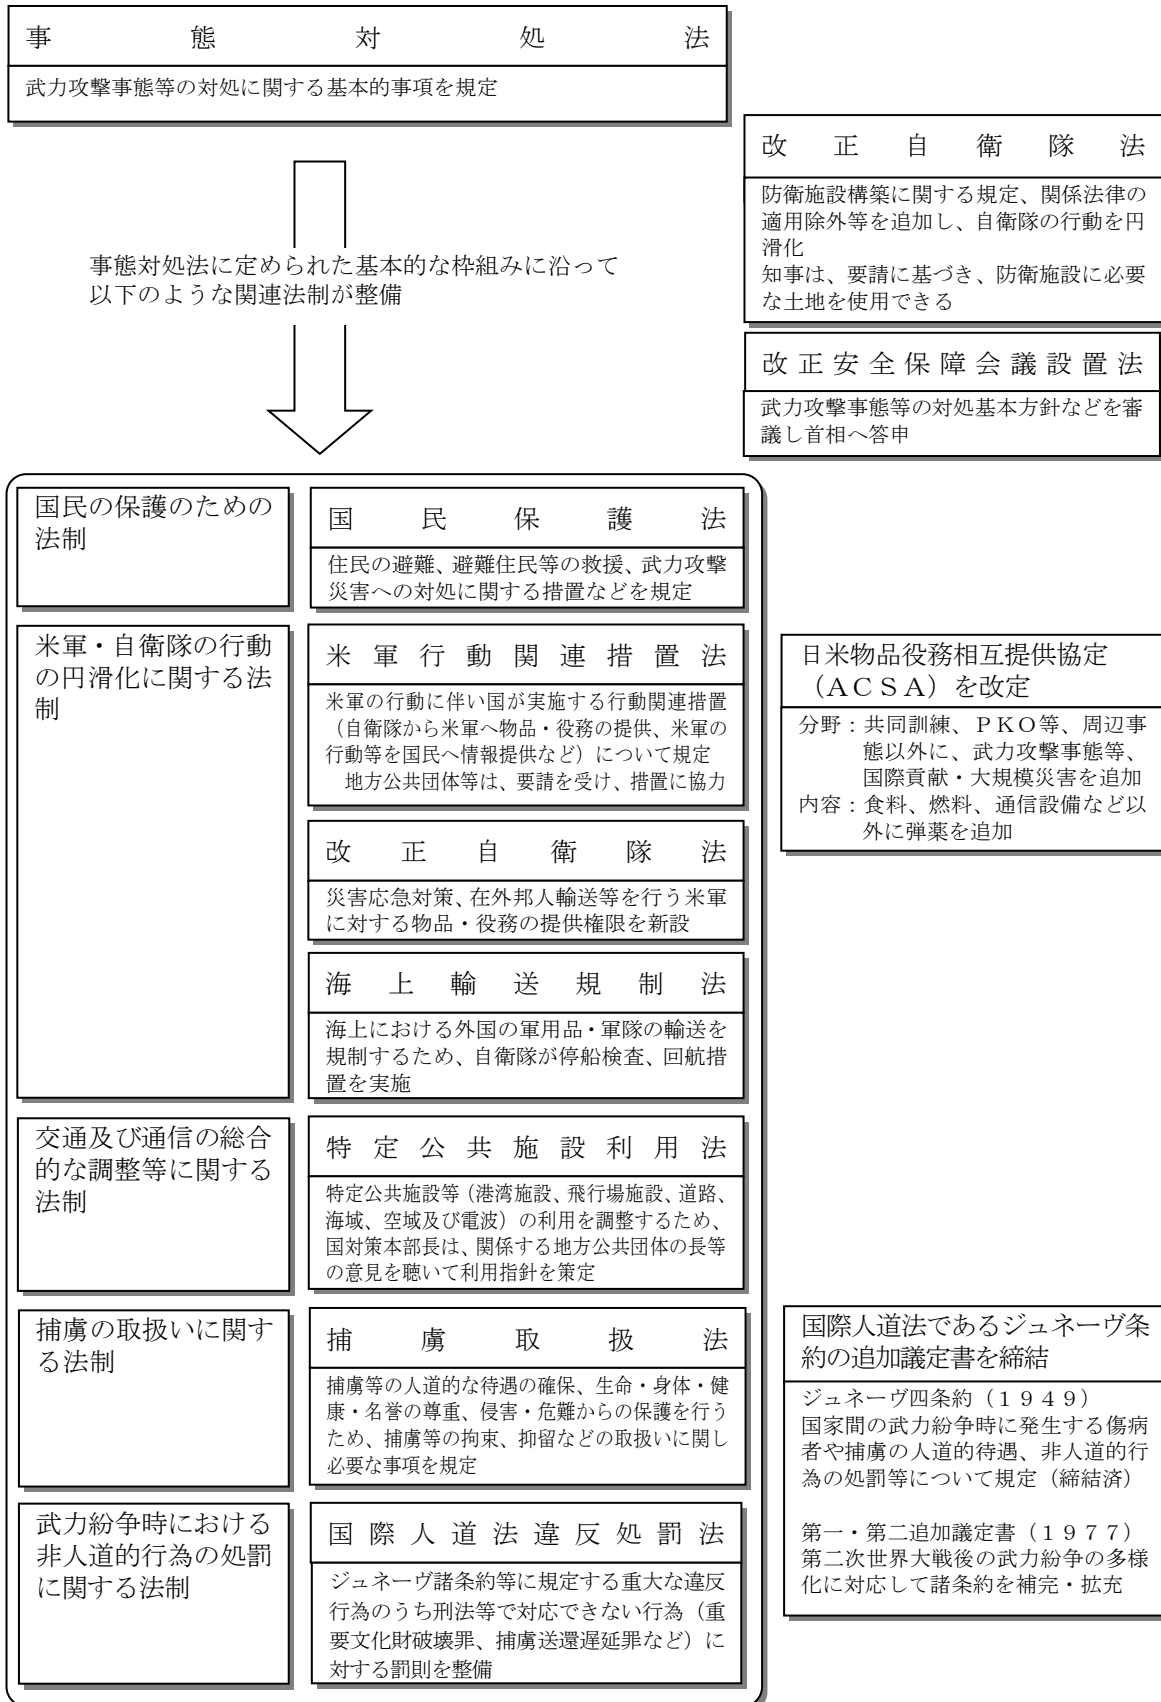 事態対処法
武力攻撃事態等の対処に関する基本的事項を規定
改正自衛隊法
防衛施設構築に関する規定、関係法律の
適用除外等を追加し、自衛隊の行動を円
滑化
知事は、要請に基づき、防衛施設に必要
な土地を使用できる
事態対処法に定められた基本的な枠組みに沿って
以下のような関連法制が整備
改正安全保障会議設置法
武力攻撃事態等の対処基本方針などを審
議し首相へ答申
国民の保護のための
法制
国民保護法
住民の避難、避難住民等の救援、武力攻撃
災害への対処に関する措置などを規定
米軍・自衛隊の行動
の円滑化に関する法
制
米軍行動関連措置法
米軍の行動に伴い国が実施する行動関連措置
（自衛隊から米軍へ物品・役務の提供、米軍の
行動等を国民へ情報提供など）について規定
地方公共団体等は、要請を受け、措置に協力
日米物品役務相互提供協定
（ＡＣＳＡ）を改定
分野：共同訓練、ＰＫＯ等、周辺事
態以外に、武力攻撃事態等、
国際貢献・大規模災害を追加
内容：食料、燃料、通信設備など以
外に弾薬を追加
改正自衛隊法
災害応急対策、在外邦人輸送等を行う米軍
に対する物品・役務の提供権限を新設
海上輸送規制法
海上における外国の軍用品・軍隊の輸送を
規制するため、自衛隊が停船検査、回航措
置を実施
交通及び通信の総合
的な調整等に関する
法制
特定公共施設利用法
特定公共施設等（港湾施設、飛行場施設、道路、
海域、空域及び電波）の利用を調整するため、
国対策本部長は、関係する地方公共団体の長等
の意見を聴いて利用指針を策定
捕虜の取扱いに関す
る法制
捕虜取扱法
捕虜等の人道的な待遇の確保、生命・身体・健
康・名誉の尊重、侵害・危難からの保護を行う
ため、捕虜等の拘束、抑留などの取扱いに関し
必要な事項を規定
国際人道法であるジュネーヴ条
約の追加議定書を締結
ジュネーヴ四条約（１９４９）
国家間の武力紛争時に発生する傷病
者や捕虜の人道的待遇、非人道的行
為の処罰等について規定（締結済）
第一・第二追加議定書（１９７７）
第二次世界大戦後の武力紛争の多様
化に対応して諸条約を補完・拡充
武力紛争時における
非人道的行為の処罰
に関する法制
国際人道法違反処罰法
ジュネーヴ諸条約等に規定する重大な違反
行為のうち刑法等で対応できない行為（重
要文化財破壊罪、捕虜送還遅延罪など）に
対する罰則を整備